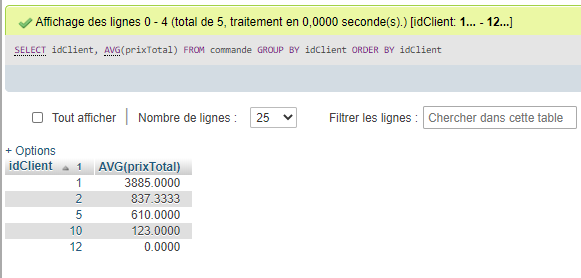 Affichage des lignes 0 - 4 (total de 5, traitement en 0,0000 seconde(s).) [idClient: 1... - 12...]
SELECT idClient, AVG(prixTotal) FROM commande GROUP BY idClient ORDER BY idClient
Tout afficher | Nombre de lignes : 25 Filtrer les lignes : Chercher dans cette table
+ Options
idClient 1 AVG(prixTotal)
1 3885.0000
2 837.3333
5 610.0000
10 123.0000
12 0.0000